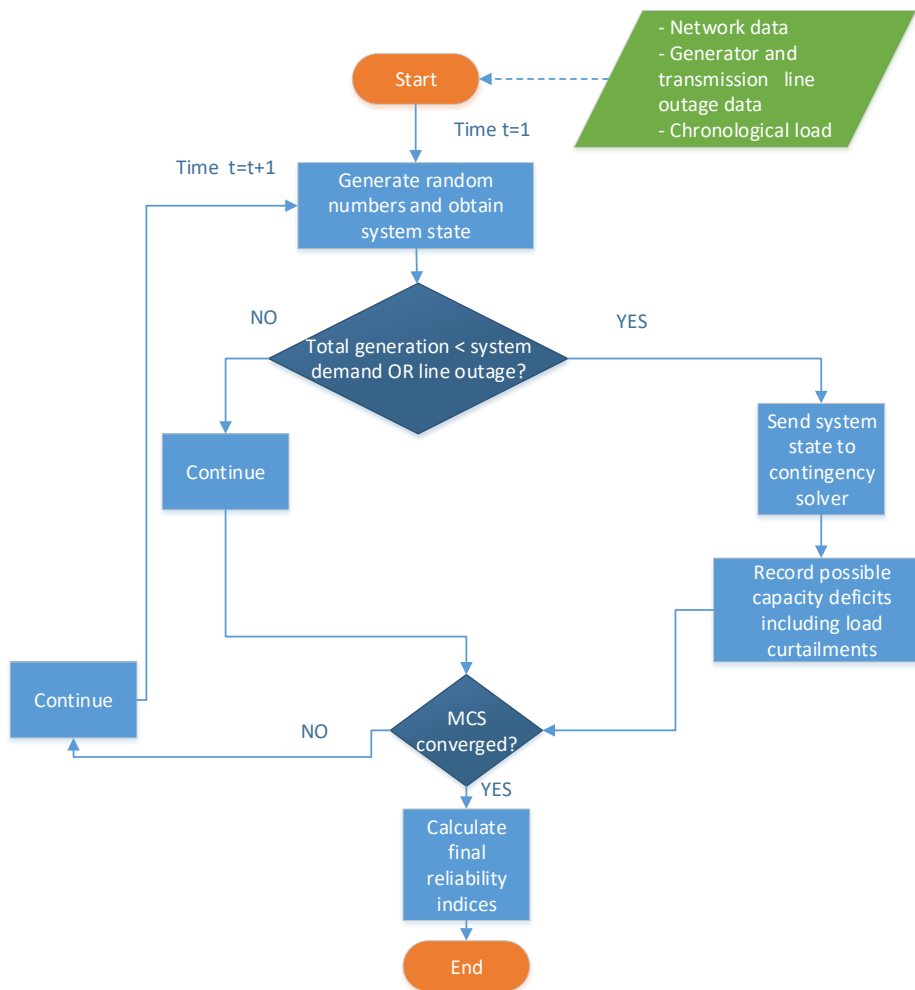 - Network data
- Generator and
transmission line
outage data
- Chronological load
Start
Time t=1
Time t=t+1
Generate random
numbers and obtain
system state
NO
YES
Total generation < system
demand OR line outage?
Continue
Send system
state to
contingency
solver
Record possible
capacity deficits
including load
curtailments
Continue
NO
MCS
converged?
YES
Calculate
final
reliability
indices
End